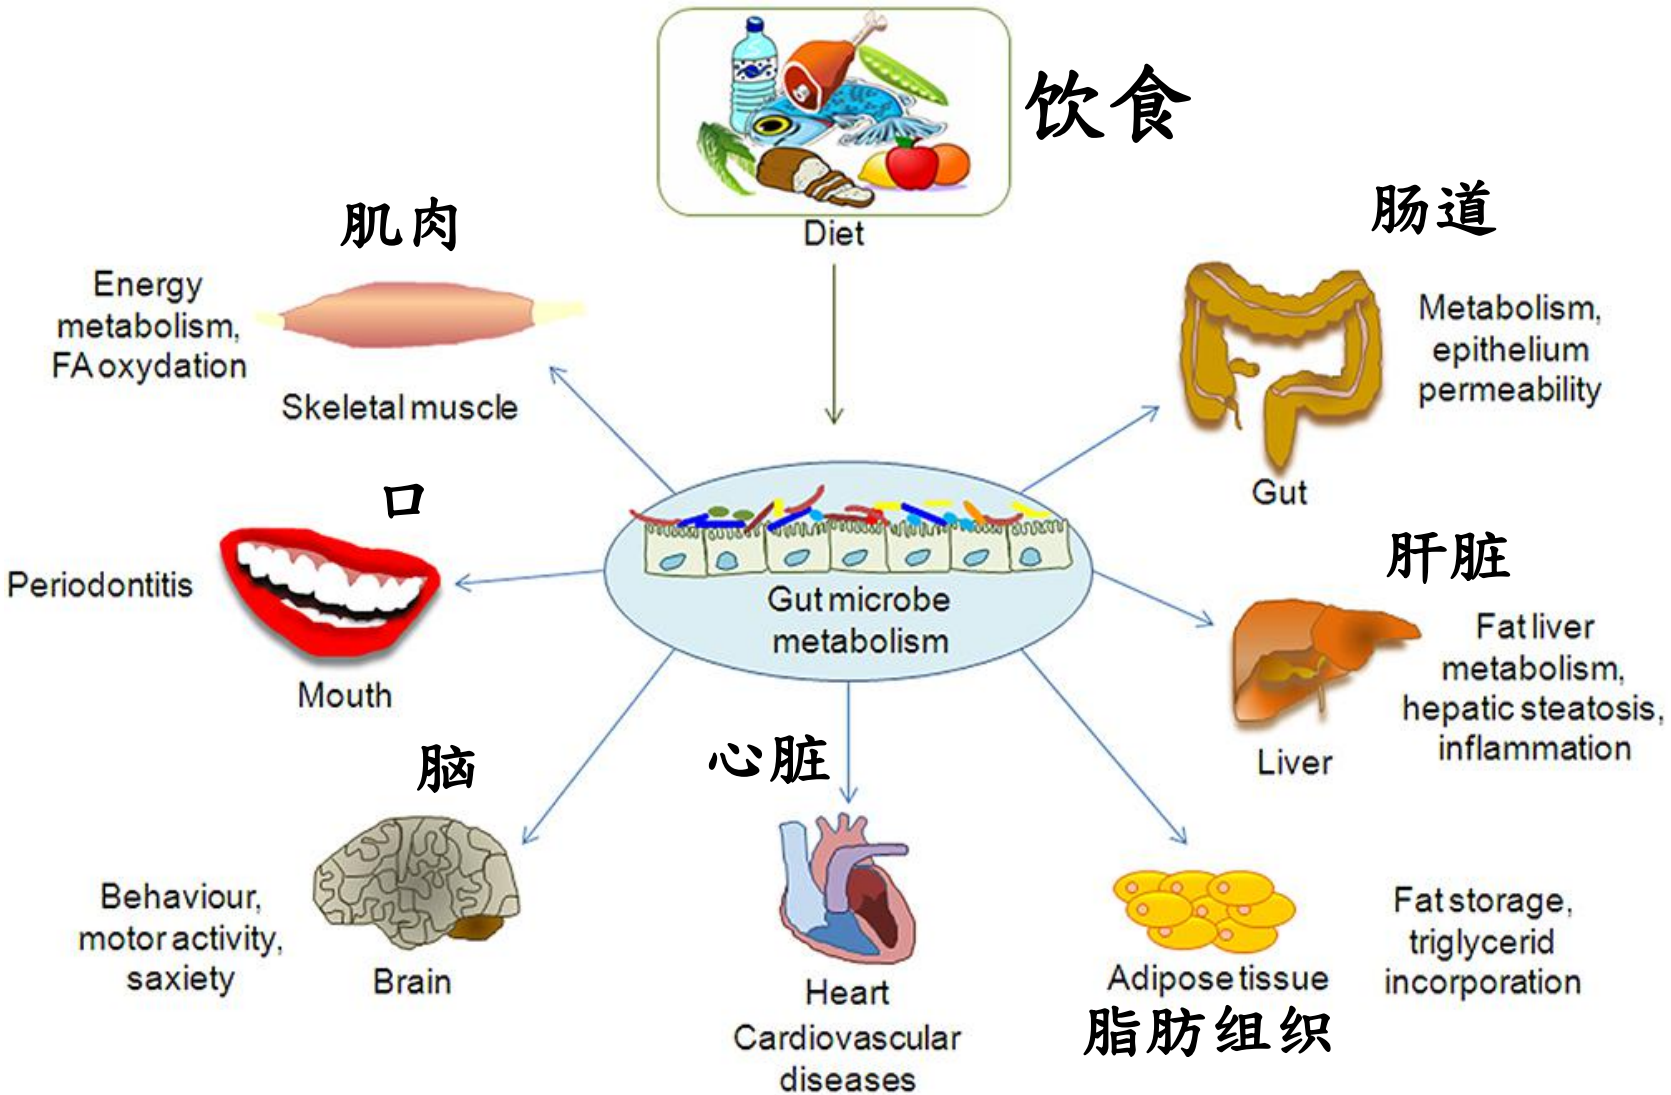 饮食
Diet
肌肉
Energy
metabolism,
FA oxydation
Skeletal muscle
肠道
Metabolism,
epithelium
permeability
Gut
口
Periodontitis
Mouth
Gut microbe
metabolism
肝脏
Fat liver
metabolism,
hepatic steatosis,
inflammation
Liver
脑
Behaviour,
motor activity,
saxiety
Brain
心脏
Heart
Cardiovascular
diseases
Adipose tissue
脂肪组织
Fat storage,
triglycerid
incorporation